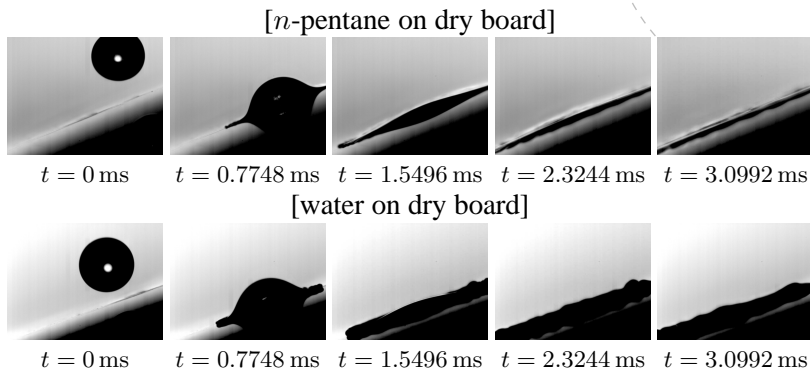 [n-pentane on dry board]
t = 0 ms t = 0.7748 ms t = 1.5496 ms t = 2.3244 ms t = 3.0992 ms
[water on dry board]
t = 0 ms t = 0.7748 ms t = 1.5496 ms t = 2.3244 ms t = 3.0992 ms